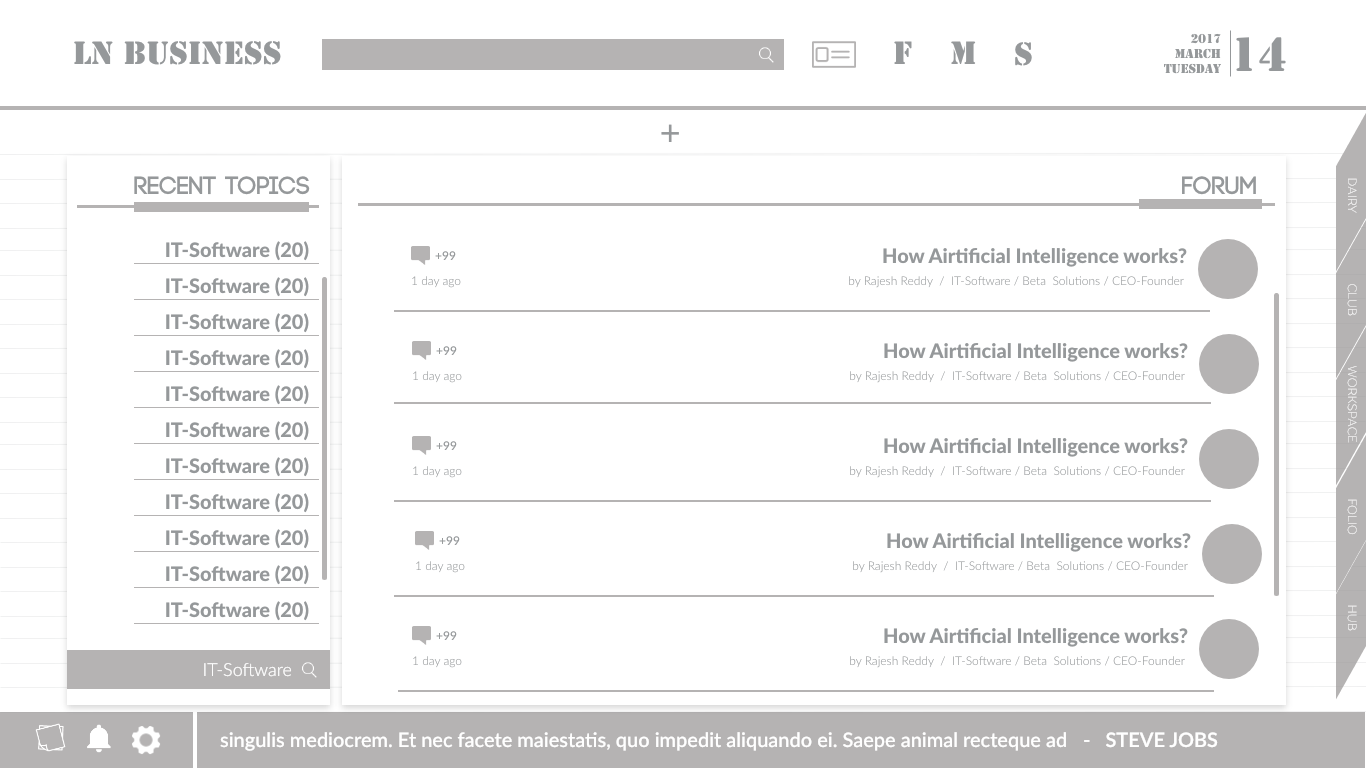 LN BUSINESS
F M S
2017
MARCH
TUESDAY
14
+
RECENT TOPICS
IT-Software (20)
IT-Software (20)
IT-Software (20)
IT-Software (20)
IT-Software (20)
IT-Software (20)
IT-Software (20)
IT-Software (20)
IT-Software (20)
IT-Software (20)
IT-Software (20)
IT-Software
FORUM
+99
How Airtificial Intelligence works?
1 day ago
by Rajesh Reddy / IT-Software / Beta Solutions / CEO-Founder
+99
How Airtificial Intelligence works?
1 day ago
by Rajesh Reddy / IT-Software / Beta Solutions / CEO-Founder
+99
How Airtificial Intelligence works?
1 day ago
by Rajesh Reddy / IT-Software / Beta Solutions / CEO-Founder
+99
How Airtificial Intelligence works?
1 day ago
by Rajesh Reddy / IT-Software / Beta Solutions / CEO-Founder
+99
How Airtificial Intelligence works?
1 day ago
by Rajesh Reddy / IT-Software / Beta Solutions / CEO-Founder
DAIRY
CLUB
WORKSPACE
FOLIO
HUB
singulis mediocrem. Et nec facete maiestatis, quo impedit aliquando ei. Saepe animal recteque ad - STEVE JOBS